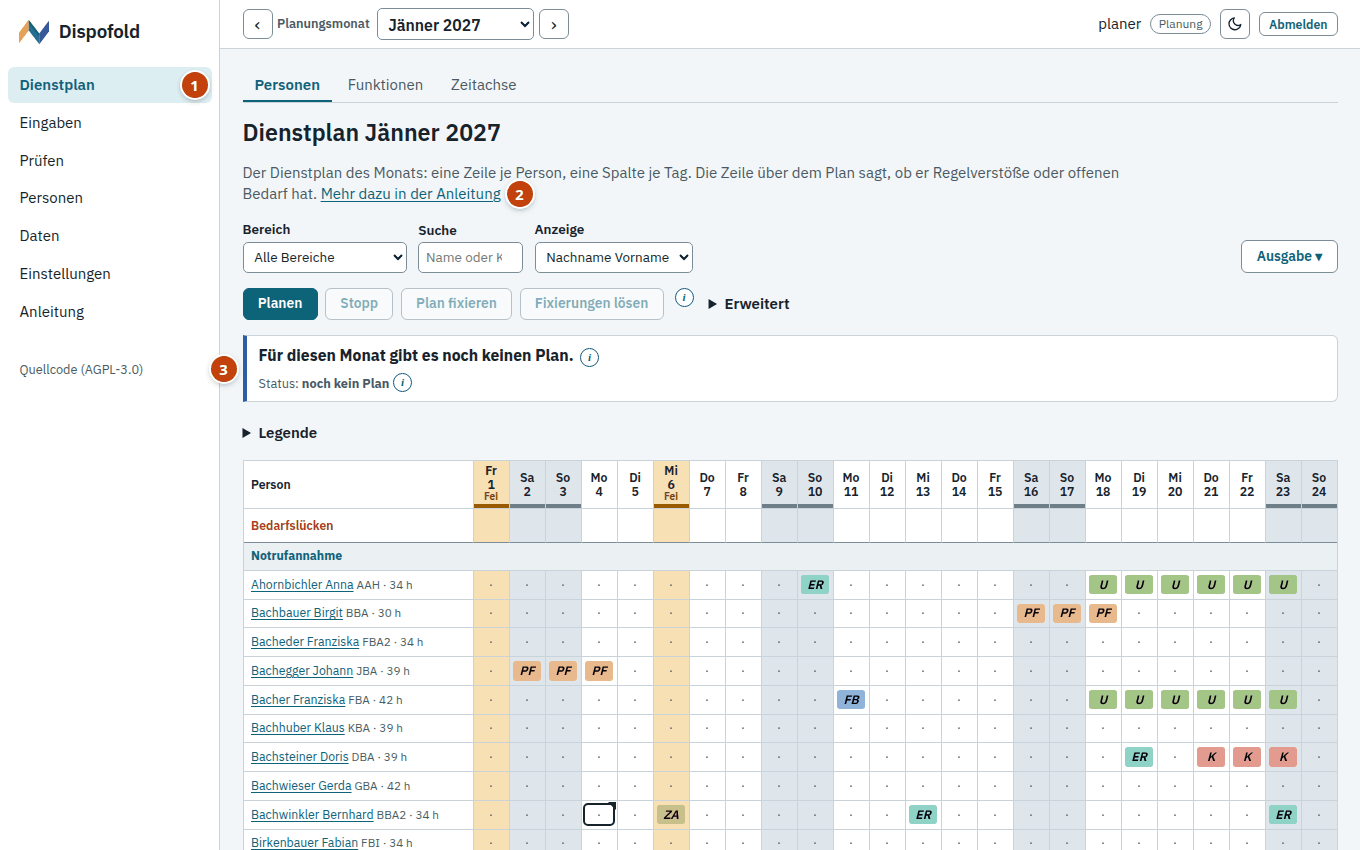 Dispofold
Dienstplan 1
Eingaben
Prüfen
Personen
Daten
Einstellungen
Anleitung
Quellcode (AGPL-3.0)
‹ Planungsmonat Jänner 2027 ›
planer Planung Abmelden
Personen Funktionen Zeitachse
Dienstplan Jänner 2027
Der Dienstplan des Monats: eine Zeile je Person, eine Spalte je Tag. Die Zeile über dem Plan sagt, ob er Regelverstöße oder offenen
Bedarf hat. Mehr dazu in der Anleitung 2
Bereich Suche Anzeige
Alle Bereiche Name oder K Nachname Vorname Ausgabe ▾
Planen Stopp Plan fixieren Fixierungen lösen i ▶ Erweitert
Für diesen Monat gibt es noch keinen Plan. i
3
Status: noch kein Plan i
▶ Legende
Person Fr 1 Fei Sa 2 So 3 Mo 4 Di 5 Mi 6 Fei Do 7 Fr 8 Sa 9 So 10 Mo 11 Di 12 Mi 13 Do 14 Fr 15 Sa 16 So 17 Mo 18 Di 19 Mi 20 Do 21 Fr 22 Sa 23 So 24
Bedarfslücken
Notrufannahme
Ahornbichler Anna AAH · 34 h · · · · · · · · · ER · · · · · · · U U U U U U ·
Bachbauer Birgit BBA · 30 h · · · · · · · · · · · · · · · PF PF PF · · · · · ·
Bacheder Franziska FBA2 · 34 h · · · · · · · · · · · · · · · · · · · · · · · ·
Bachegger Johann JBA · 39 h · PF PF PF · · · · · · · · · · · · · · · · · · · ·
Bacher Franziska FBA · 42 h · · · · · · · · · · FB · · · · · · U U U U U U ·
Bachhuber Klaus KBA · 39 h · · · · · · · · · · · · · · · · · · · · · · · ·
Bachsteiner Doris DBA · 39 h · · · · · · · · · · · · · · · · · · ER · K K K ·
Bachwieser Gerda GBA · 42 h · · · · · · · · · · · · · · · · · · · · · · · ·
Bachwinkler Bernhard BBA2 · 34 h · · · · · ZA · · · · · · ER · · · · · · · · · ER ·
Birkenbauer Fabian FBI · 34 h · · · · · · · · · · · · · · · · · · · · · · · ·